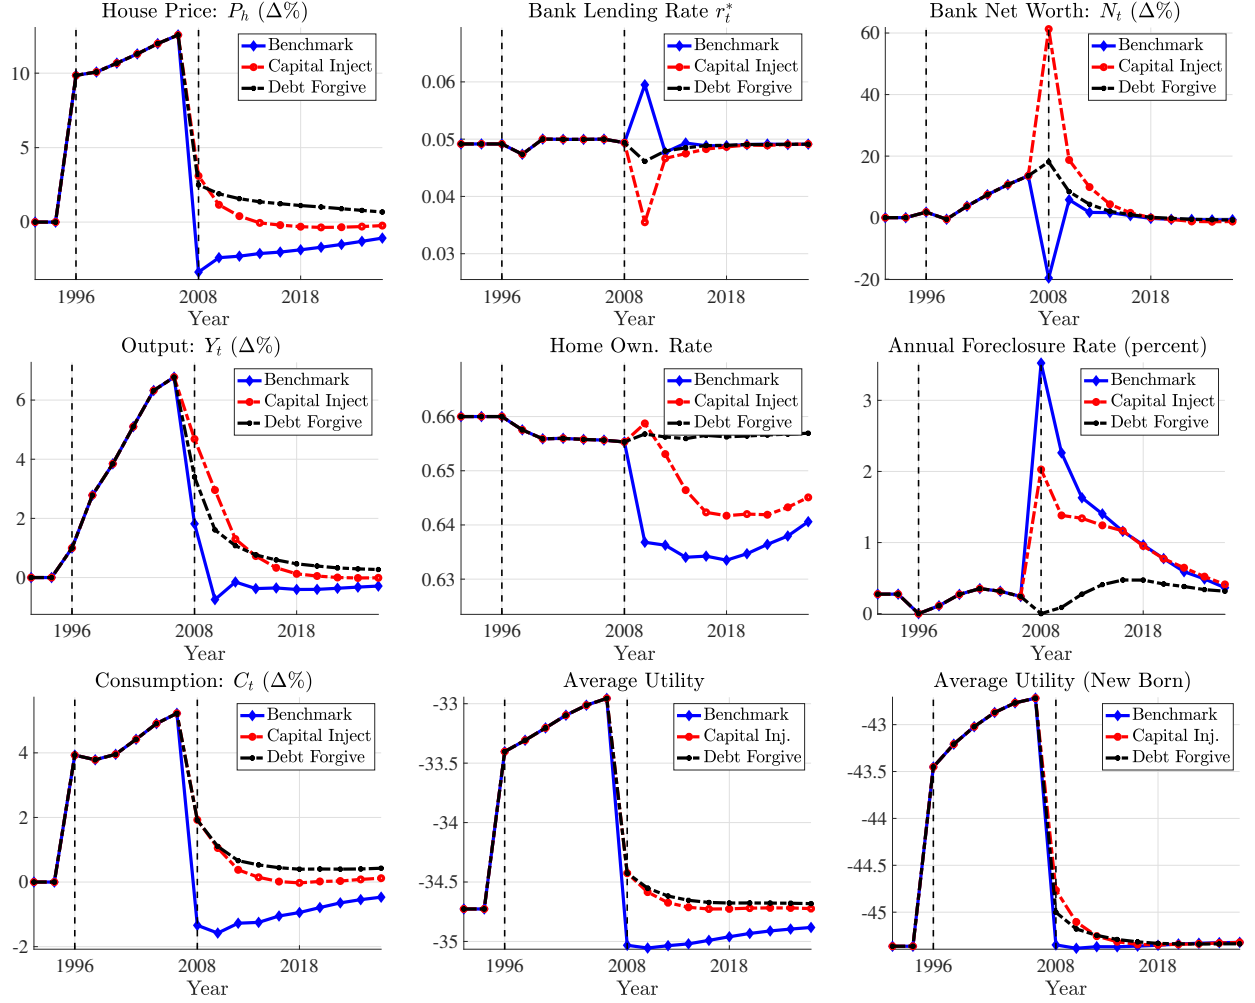 House Price: P_h (Δ%)
10
5
0
1996
2008
2018
Year
Benchmark
Capital Inject
Debt Forgive
Bank Lending Rate r_t^*
0.06
0.05
0.04
0.03
1996
2008
2018
Year
Benchmark
Capital Inject
Debt Forgive
Bank Net Worth: N_t (Δ%)
60
40
20
0
-20
1996
2008
2018
Year
Benchmark
Capital Inject
Debt Forgive
Output: Y_t (Δ%)
6
4
2
0
1996
2008
2018
Year
Benchmark
Capital Inject
Debt Forgive
Home Own. Rate
0.66
0.65
0.64
0.63
1996
2008
2018
Year
Benchmark
Capital Inject
Debt Forgive
Annual Foreclosure Rate (percent)
3
2
1
0
1996
2008
2018
Year
Benchmark
Capital Inject
Debt Forgive
Consumption: C_t (Δ%)
4
2
0
-2
1996
2008
2018
Year
Benchmark
Capital Inject
Debt Forgive
Average Utility
-33
-33.5
-34
-34.5
-35
1996
2008
2018
Year
Benchmark
Capital Inj.
Debt Forgive
Average Utility (New Born)
-43
-43.5
-44
-44.5
-45
1996
2008
2018
Year
Benchmark
Capital Inj.
Debt Forgive